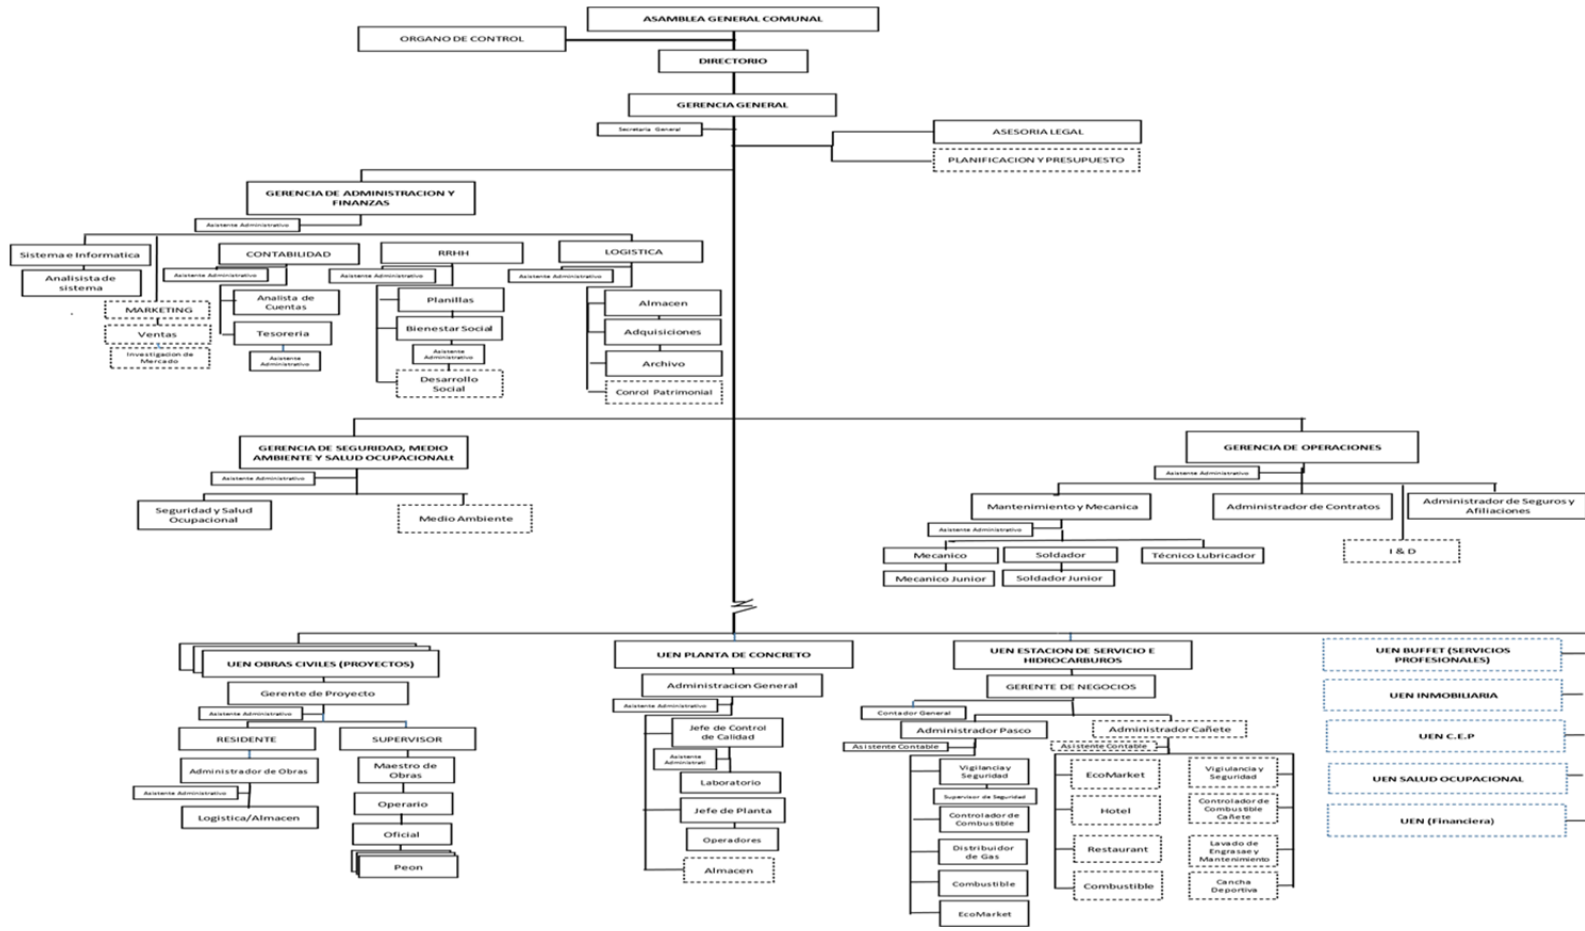 ASAMBLEA GENERAL COMUNAL
ORGANO DE CONTROL
DIRECTORIO
GERENCIA GENERAL
Secretaria General
ASESORIA LEGAL
PLANIFICACION Y PRESUPUESTO
GERENCIA DE ADMINISTRACION Y
FINANZAS
Asistente Administrativo
Sistema e Informatica
Analisista de
sistema
MARKETING
Ventas
Investigacion de
Mercado
CONTABILIDAD
Asistente Administrativo
Analista de
Cuentas
Tesoreria
Asistente
Administrativo
RRHH
Asistente Administrativo
Planillas
Bienestar Social
Asistente
Administrativo
Desarrollo
Social
LOGISTICA
Asistente Administrativo
Almacen
Adquisiciones
Archivo
Conrol Patrimonial
GERENCIA DE SEGURIDAD, MEDIO
AMBIENTE Y SALUD OCUPACIONALt
Asistente Administrativo
Seguridad y Salud
Ocupacional
Medio Ambiente
GERENCIA DE OPERACIONES
Asistente Administrativo
Mantenimiento y Mecanica
Asistente Administrativo
Mecanico
Mecanico Junior
Soldador
Soldador Junior
Técnico Lubricador
Administrador de Contratos
I & D
Administrador de Seguros y
Afiliaciones
UEN OBRAS CIVILES (PROYECTOS)
Gerente de Proyecto
Asistente Administrativo
RESIDENTE
Administrador de Obras
Asistente Administrativo
Logistica/Almacen
SUPERVISOR
Maestro de
Obras
Operario
Oficial
Peon
UEN PLANTA DE CONCRETO
Administracion General
Asistente Administrativo
Jefe de Control
de Calidad
Asistente
Administrati
Laboratorio
Jefe de Planta
Operadores
Almacen
UEN ESTACION DE SERVICIO E
HIDROCARBUROS
GERENTE DE NEGOCIOS
Contador General
Administrador Pasco
Asistente Contable
Vigilancia y
Seguridad
Supervisor de Seguridad
Controlador de
Combustible
Distribuidor
de Gas
Combustible
EcoMarket
Administrador Cañete
Asistente Contable
EcoMarket
Hotel
Restaurant
Combustible
Vigiulancia y
Seguridad
Controlador de
Combustible
Cañete
Lavado de
Engrasae y
Mantenimiento
Cancha
Deportiva
UEN BUFFET (SERVICIOS
PROFESIONALES)
UEN INMOBILIARIA
UEN C.E.P
UEN SALUD OCUPACIONAL
UEN (Financiera)